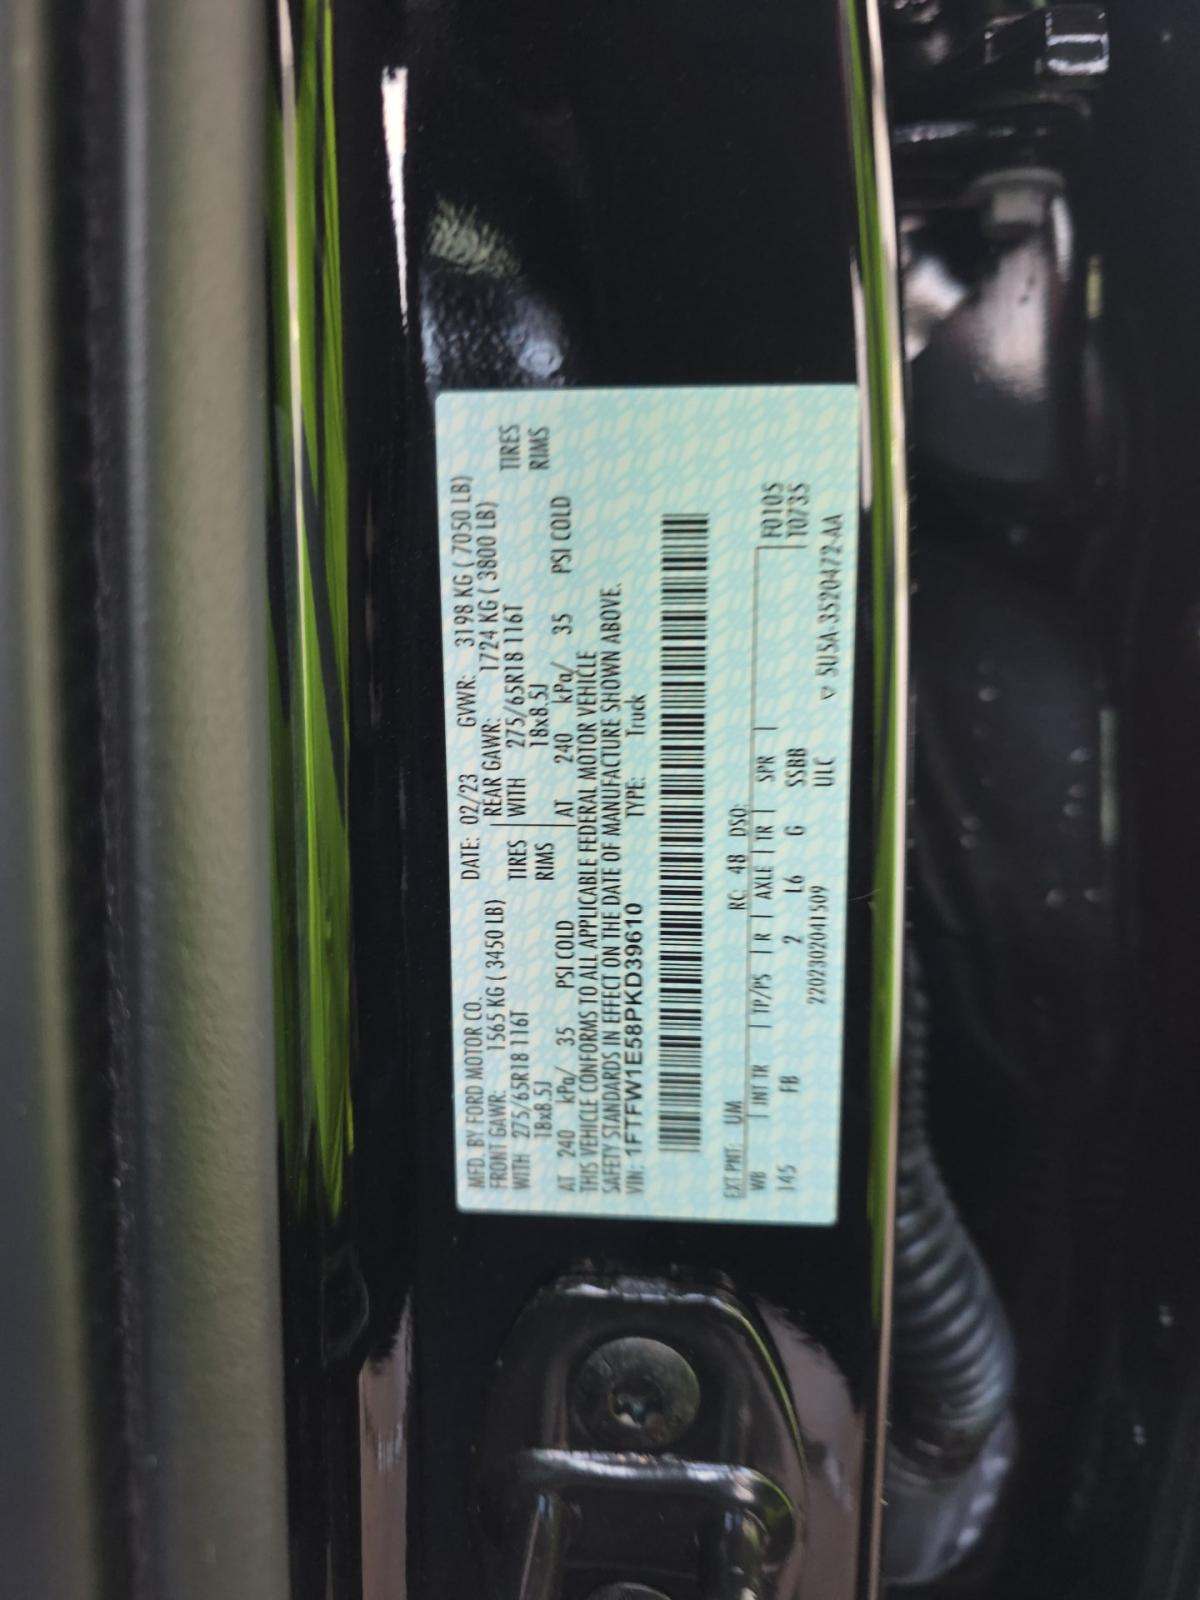 MFD. BY FORD MOTOR CO. DATE: 02/23 GVWR: 3198 KG ( 7050 LB)
FRONT GAWR: 1565 KG ( 3450 LB) REAR GAWR: 1724 KG ( 3800 LB)
WITH 275/65R18 116T TIRES WITH 275/65R18 116T TIRES
18x8.5J RIMS 18x8.5J RIMS
AT 240 kPa/ 35 PSI COLD AT 240 kPa/ 35 PSI COLD
THIS VEHICLE CONFORMS TO ALL APPLICABLE FEDERAL MOTOR VEHICLE
SAFETY STANDARDS IN EFFECT ON THE DATE OF MANUFACTURE SHOWN ABOVE.
VIN: 1FTFW1E58PKD39610 TYPE: Truck
EXT PNT: UM RC: 48 DSO:
WB INT TR TP/PS R AXLE TR SPR F0105
145 FB 2 L6 G SSBB T0735
2202302041509 ULC ▽ 5U5A-3520472-AA